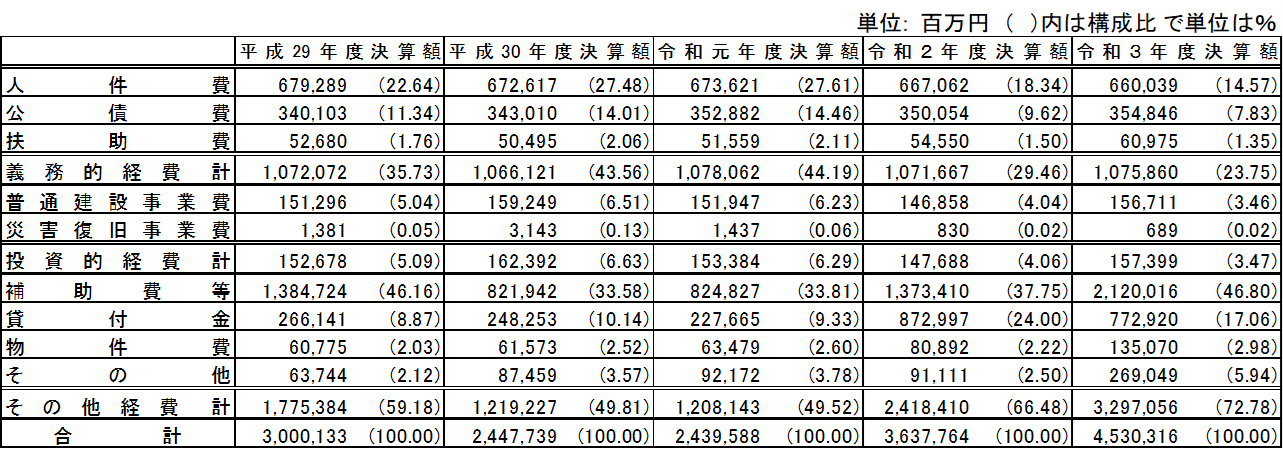 単位: 百万円 ( )内は構成比 で単位は%
平成29年度決算額 平成30年度決算額 令和元年度決算額 令和2年度決算額 令和3年度決算額
人件費 679,289 (22.64) 672,617 (27.48) 673,621 (27.61) 667,062 (18.34) 660,039 (14.57)
公債費 340,103 (11.34) 343,010 (14.01) 352,882 (14.46) 350,054 (9.62) 354,846 (7.83)
扶助費 52,680 (1.76) 50,495 (2.06) 51,559 (2.11) 54,550 (1.50) 60,975 (1.35)
義務的経費計 1,072,072 (35.73) 1,066,121 (43.56) 1,078,062 (44.19) 1,071,667 (29.46) 1,075,860 (23.75)
普通建設事業費 151,296 (5.04) 159,249 (6.51) 151,947 (6.23) 146,858 (4.04) 156,711 (3.46)
災害復旧事業費 1,381 (0.05) 3,143 (0.13) 1,437 (0.06) 830 (0.02) 689 (0.02)
投資的経費計 152,678 (5.09) 162,392 (6.63) 153,384 (6.29) 147,688 (4.06) 157,399 (3.47)
補助費等 1,384,724 (46.16) 821,942 (33.58) 824,827 (33.81) 1,373,410 (37.75) 2,120,016 (46.80)
貸付金 266,141 (8.87) 248,253 (10.14) 227,665 (9.33) 872,997 (24.00) 772,920 (17.06)
物件費 60,775 (2.03) 61,573 (2.52) 63,479 (2.60) 80,892 (2.22) 135,070 (2.98)
その他 63,744 (2.12) 87,459 (3.57) 92,172 (3.78) 91,111 (2.50) 269,049 (5.94)
その他経費計 1,775,384 (59.18) 1,219,227 (49.81) 1,208,143 (49.52) 2,418,410 (66.48) 3,297,056 (72.78)
合計 3,000,133 (100.00) 2,447,739 (100.00) 2,439,588 (100.00) 3,637,764 (100.00) 4,530,316 (100.00)